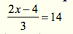 (2x-4)/3 = 14